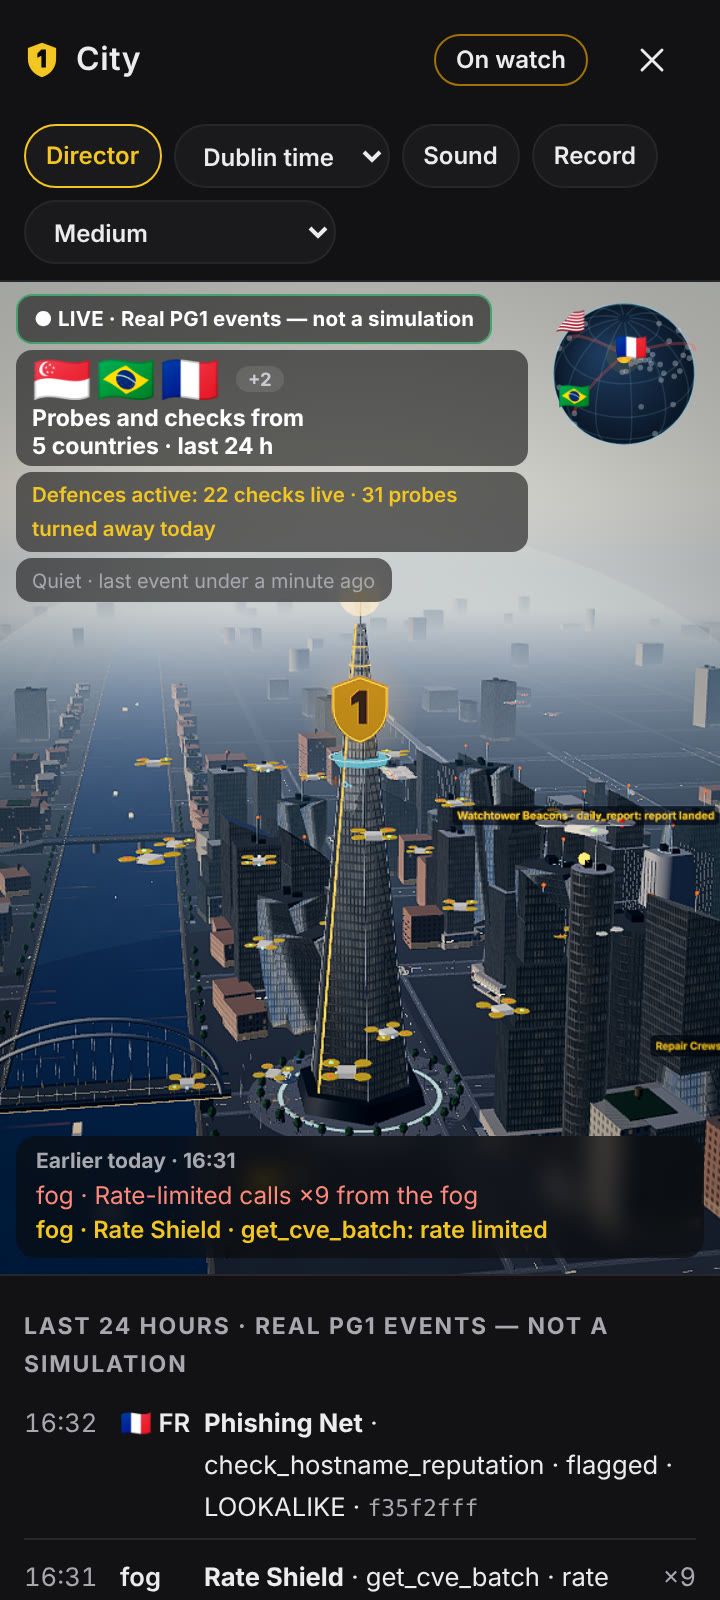 1 City On watch
Director Dublin time Sound Record
Medium
LIVE · Real PG1 events — not a simulation
+2
Probes and checks from
5 countries · last 24 h
Defences active: 22 checks live · 31 probes
turned away today
Quiet · last event under a minute ago
1
Watchtower Beacons · daily_report: report landed
Repair Crews
Earlier today · 16:31
fog · Rate-limited calls ×9 from the fog
fog · Rate Shield · get_cve_batch: rate limited
LAST 24 HOURS · REAL PG1 EVENTS — NOT A
SIMULATION
16:32 🇫🇷 FR Phishing Net ·
check_hostname_reputation · flagged ·
LOOKALIKE · f35f2fff
16:31 fog Rate Shield · get_cve_batch · rate ×9